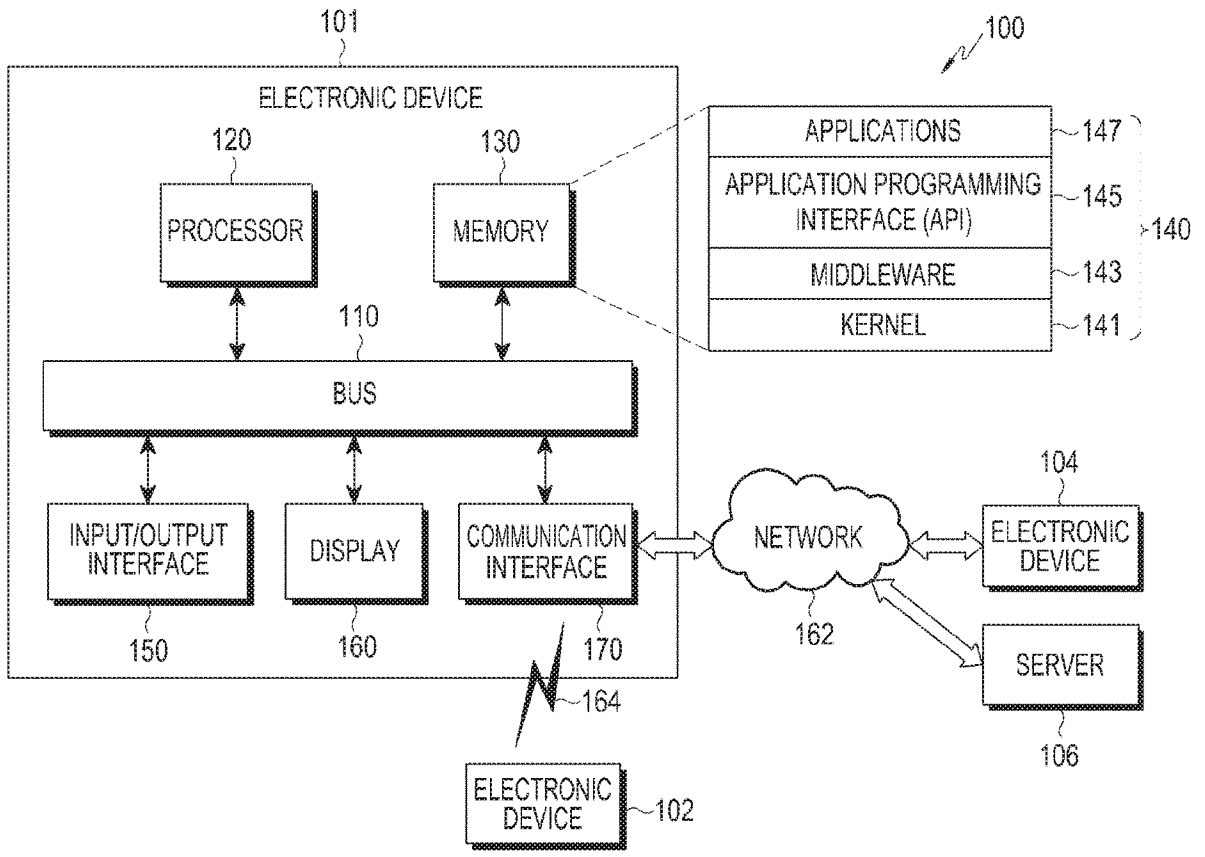 101
100
ELECTRONIC DEVICE
120
130
PROCESSOR
MEMORY
APPLICATIONS
147
APPLICATION PROGRAMMING
INTERFACE (API)
145
140
MIDDLEWARE
143
KERNEL
141
110
BUS
INPUT/OUTPUT
INTERFACE
DISPLAY
COMMUNICATION
INTERFACE
150
160
170
NETWORK
162
104
ELECTRONIC
DEVICE
SERVER
106
164
ELECTRONIC
DEVICE
102